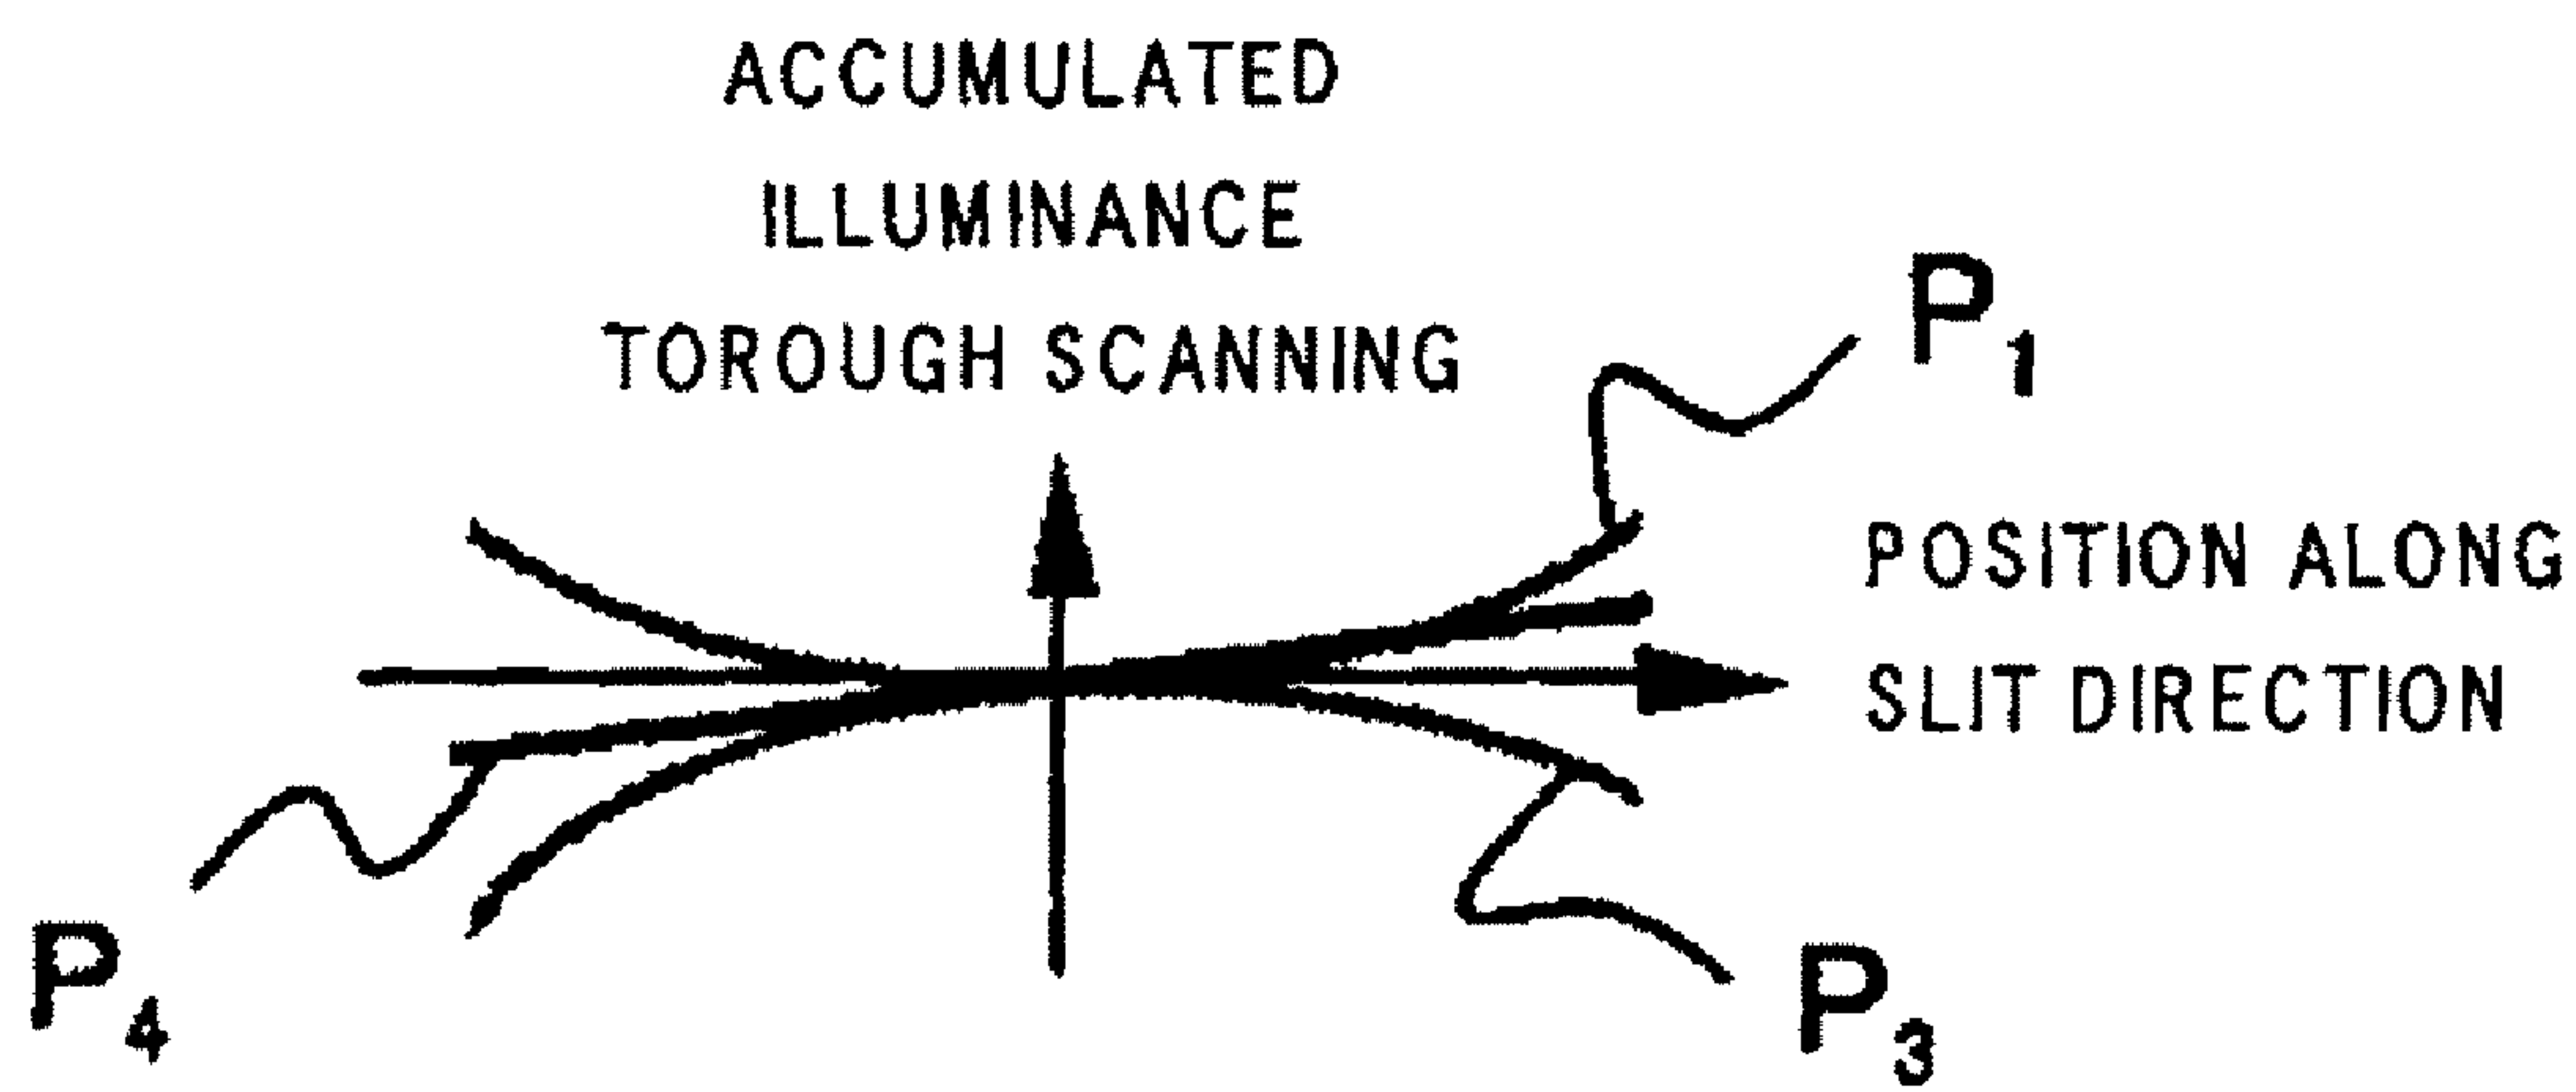 ACCUMULATED
ILLUMINANCE
TOROUGH SCANNING
P1
POSITION ALONG
SLIT DIRECTION
P4
P3